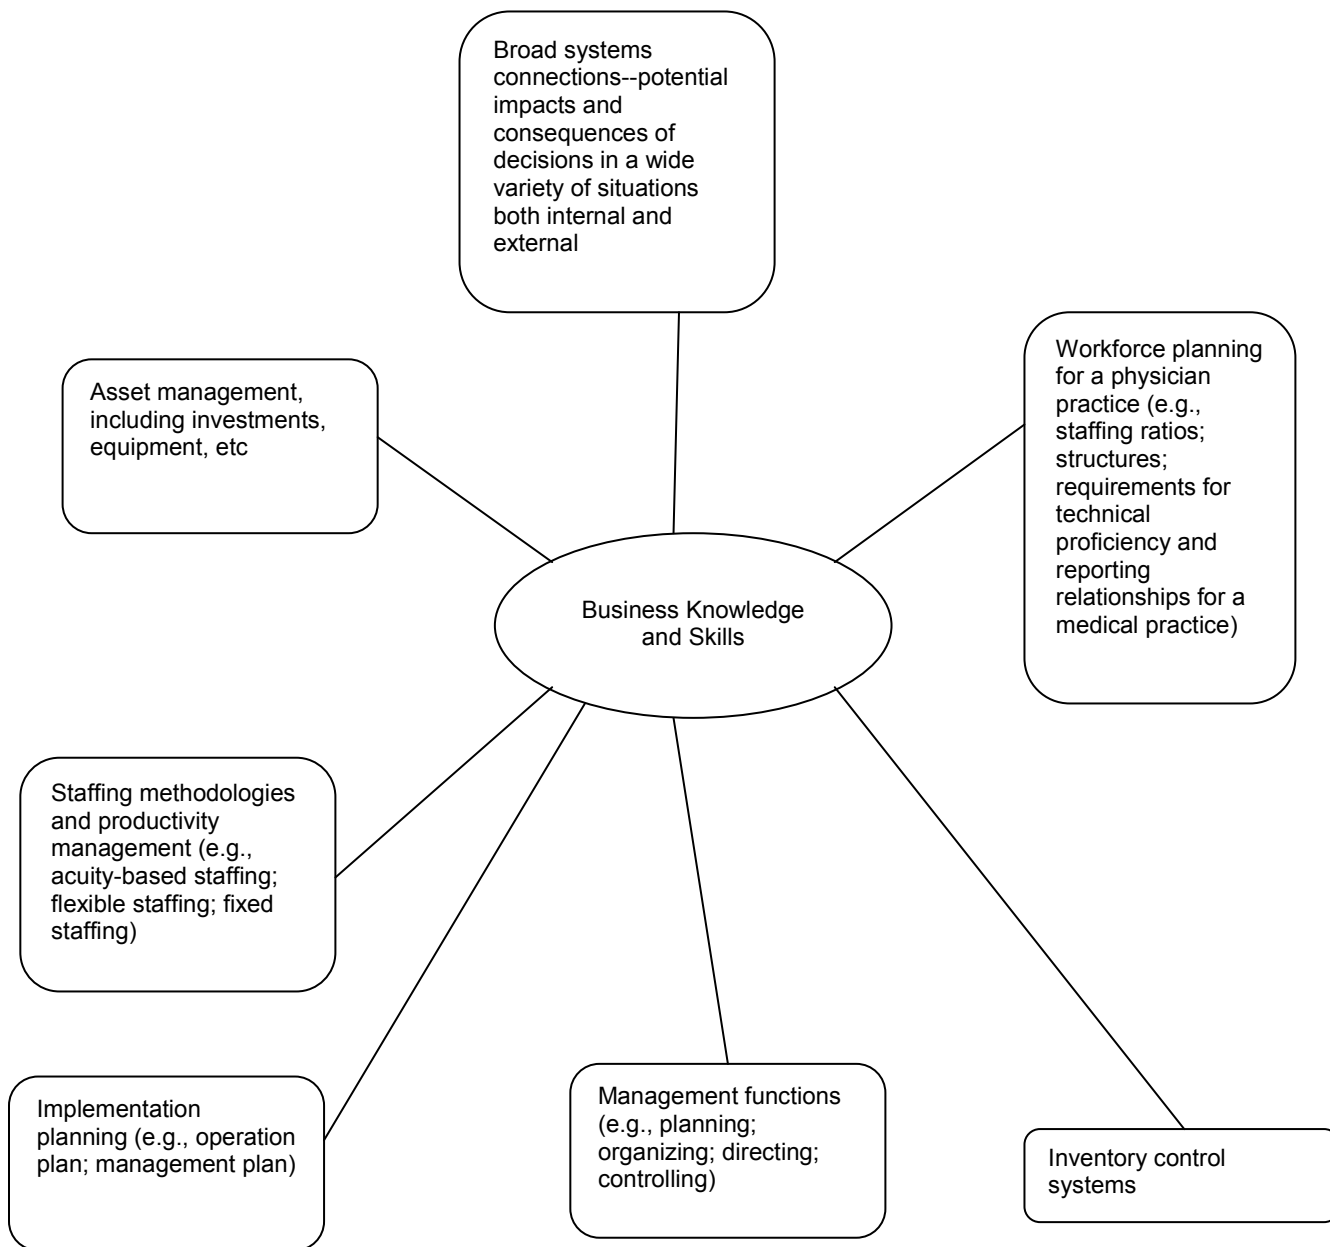 Broad systems
connections--potential
impacts and
consequences of
decisions in a wide
variety of situations
both internal and
external
Workforce planning
for a physician
practice (e.g.,
staffing ratios;
structures;
requirements for
technical
proficiency and
reporting
relationships for a
medical practice)
Asset management,
including investments,
equipment, etc
Business Knowledge
and Skills
Staffing methodologies
and productivity
management (e.g.,
acuity-based staffing;
flexible staffing; fixed
staffing)
Implementation
planning (e.g., operation
plan; management plan)
Management functions
(e.g., planning;
organizing; directing;
controlling)
Inventory control
systems